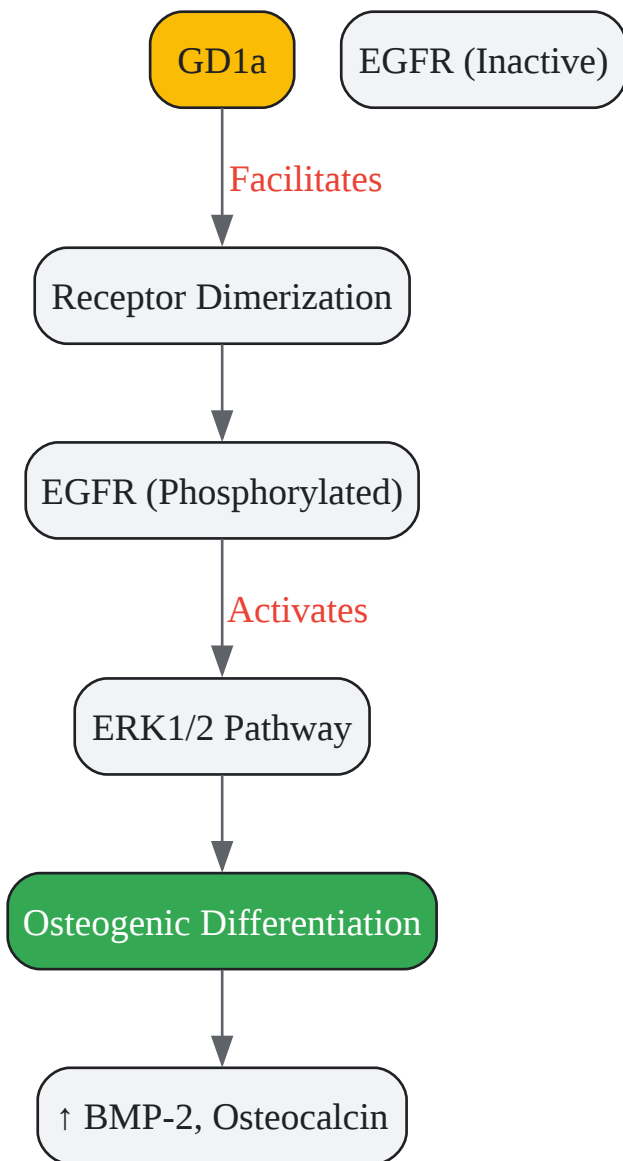 GD1a
EGFR (Inactive)
Facilitates
Receptor Dimerization
EGFR (Phosphorylated)
Activates
ERK1/2 Pathway
Osteogenic Differentiation
↑ BMP-2, Osteocalcin